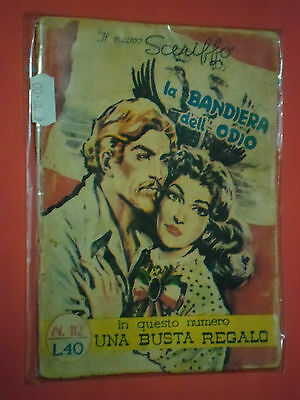 Il nuovo Sceriffo
la BANDIERA
dell'ODIO
N. 112
L.40
in questo numero
UNA BUSTA REGALO